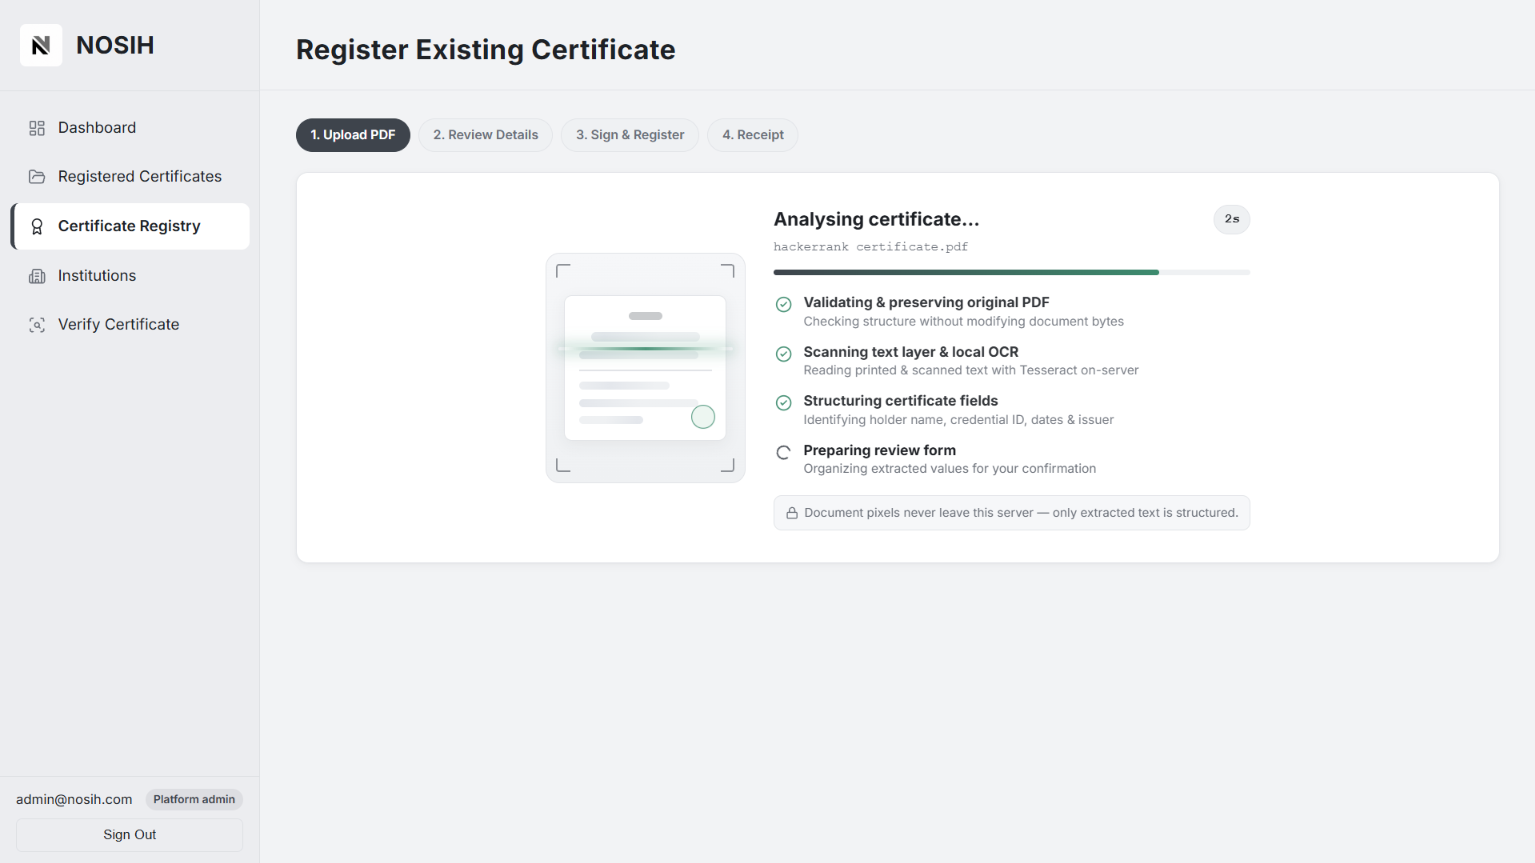 NOSIH
Dashboard
Registered Certificates
Certificate Registry
Institutions
Verify Certificate
admin@nosih.com Platform admin
Sign Out
Register Existing Certificate
1. Upload PDF 2. Review Details 3. Sign & Register 4. Receipt
Analysing certificate... 2s
hackerrank certificate.pdf
Validating & preserving original PDF
Checking structure without modifying document bytes
Scanning text layer & local OCR
Reading printed & scanned text with Tesseract on-server
Structuring certificate fields
Identifying holder name, credential ID, dates & issuer
Preparing review form
Organizing extracted values for your confirmation
Document pixels never leave this server — only extracted text is structured.